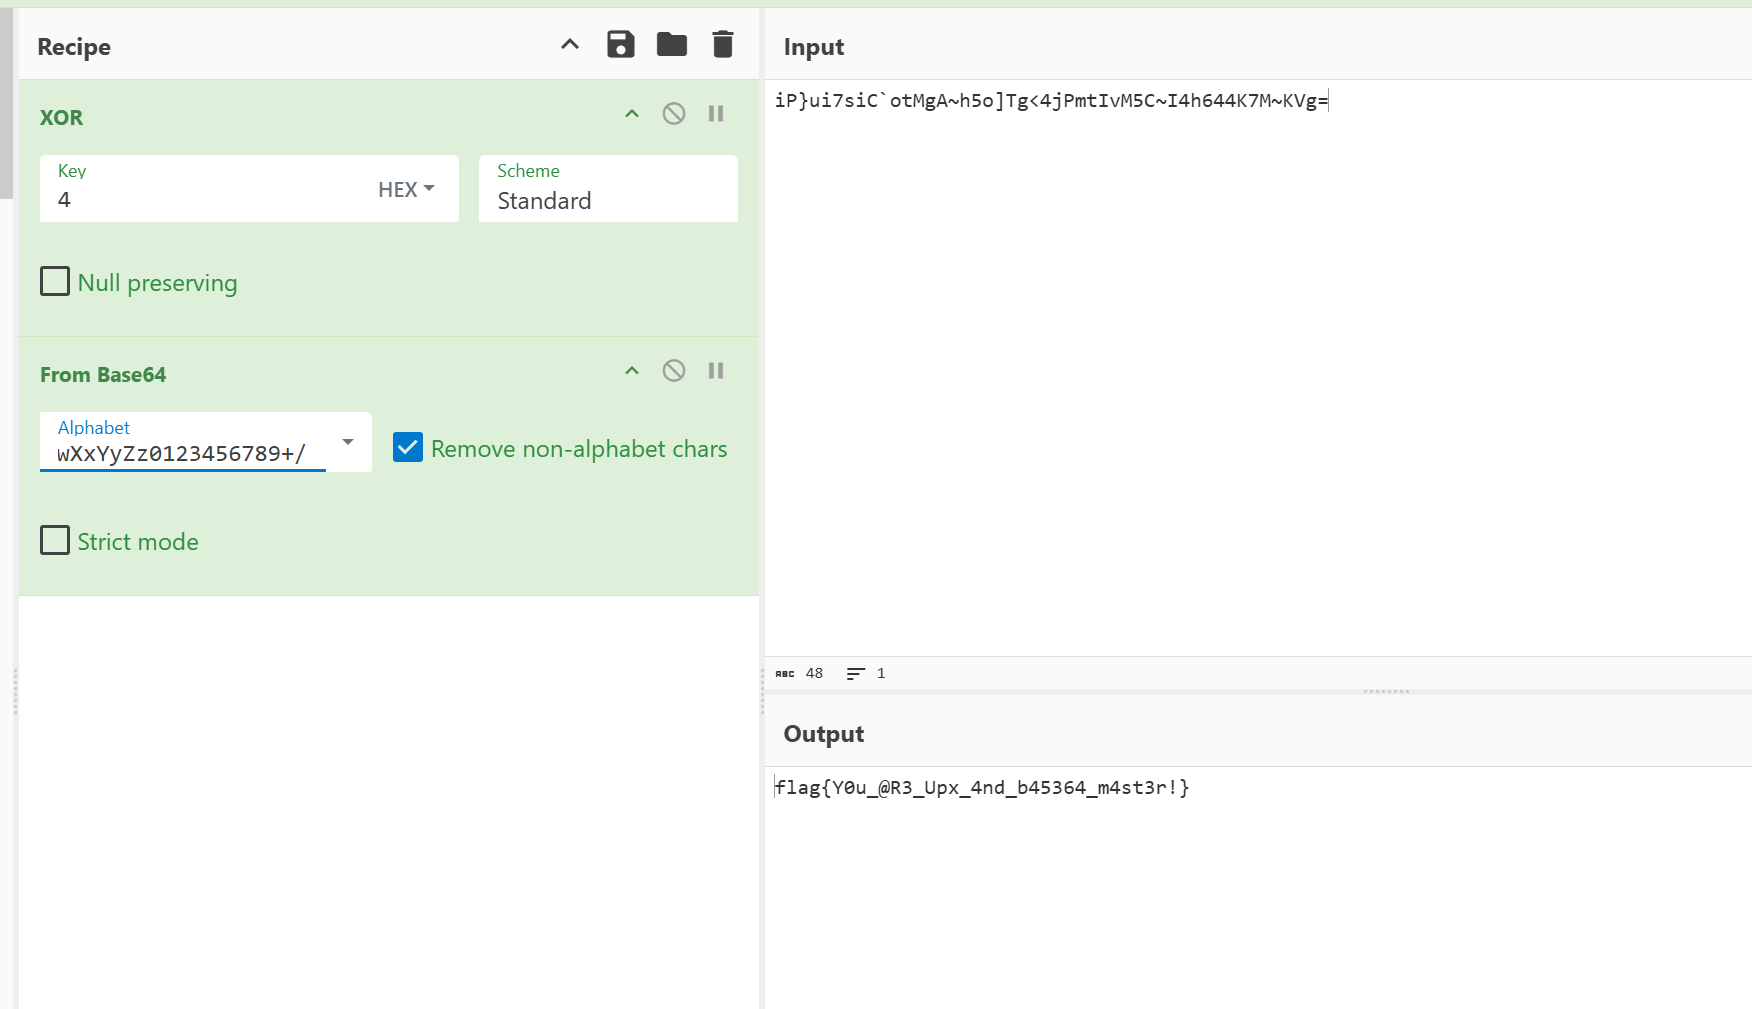 Recipe
XOR
Key
4
HEX
Scheme
Standard
Null preserving
From Base64
Alphabet
wXxYyZz0123456789+/
Remove non-alphabet chars
Strict mode
Input
iP}ui7siC`otMgA~h5o]Tg<4jPmtIvM5C~I4h644K7M~KVg=
ABC 48 1
Output
flag{Y0u_@R3_Upx_4nd_b45364_m4st3r!}